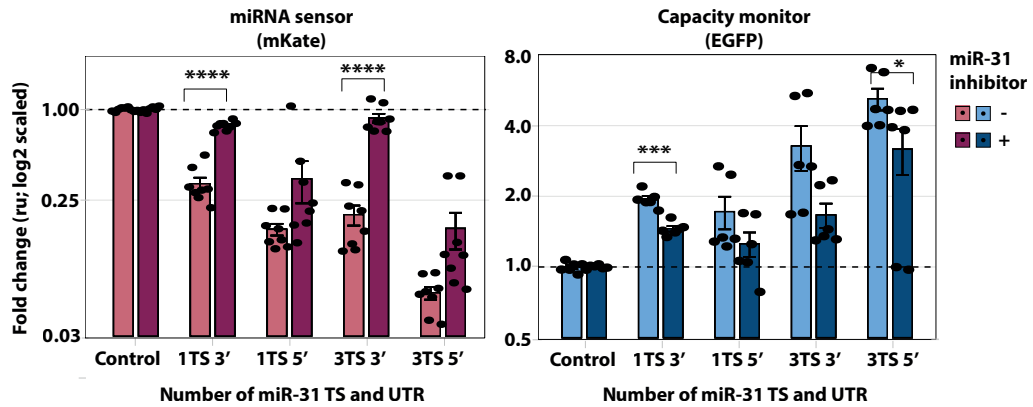 miRNA sensor
(mKate)
Fold change (ru; log2 scaled)
1.00
0.25
0.03
****
****
Control
1TS 3′
1TS 5′
3TS 3′
3TS 5′
Number of miR-31 TS and UTR
Capacity monitor
(EGFP)
8.0
4.0
2.0
1.0
0.5
***
*
Control
1TS 3′
1TS 5′
3TS 3′
3TS 5′
Number of miR-31 TS and UTR
miR-31
inhibitor
-
+